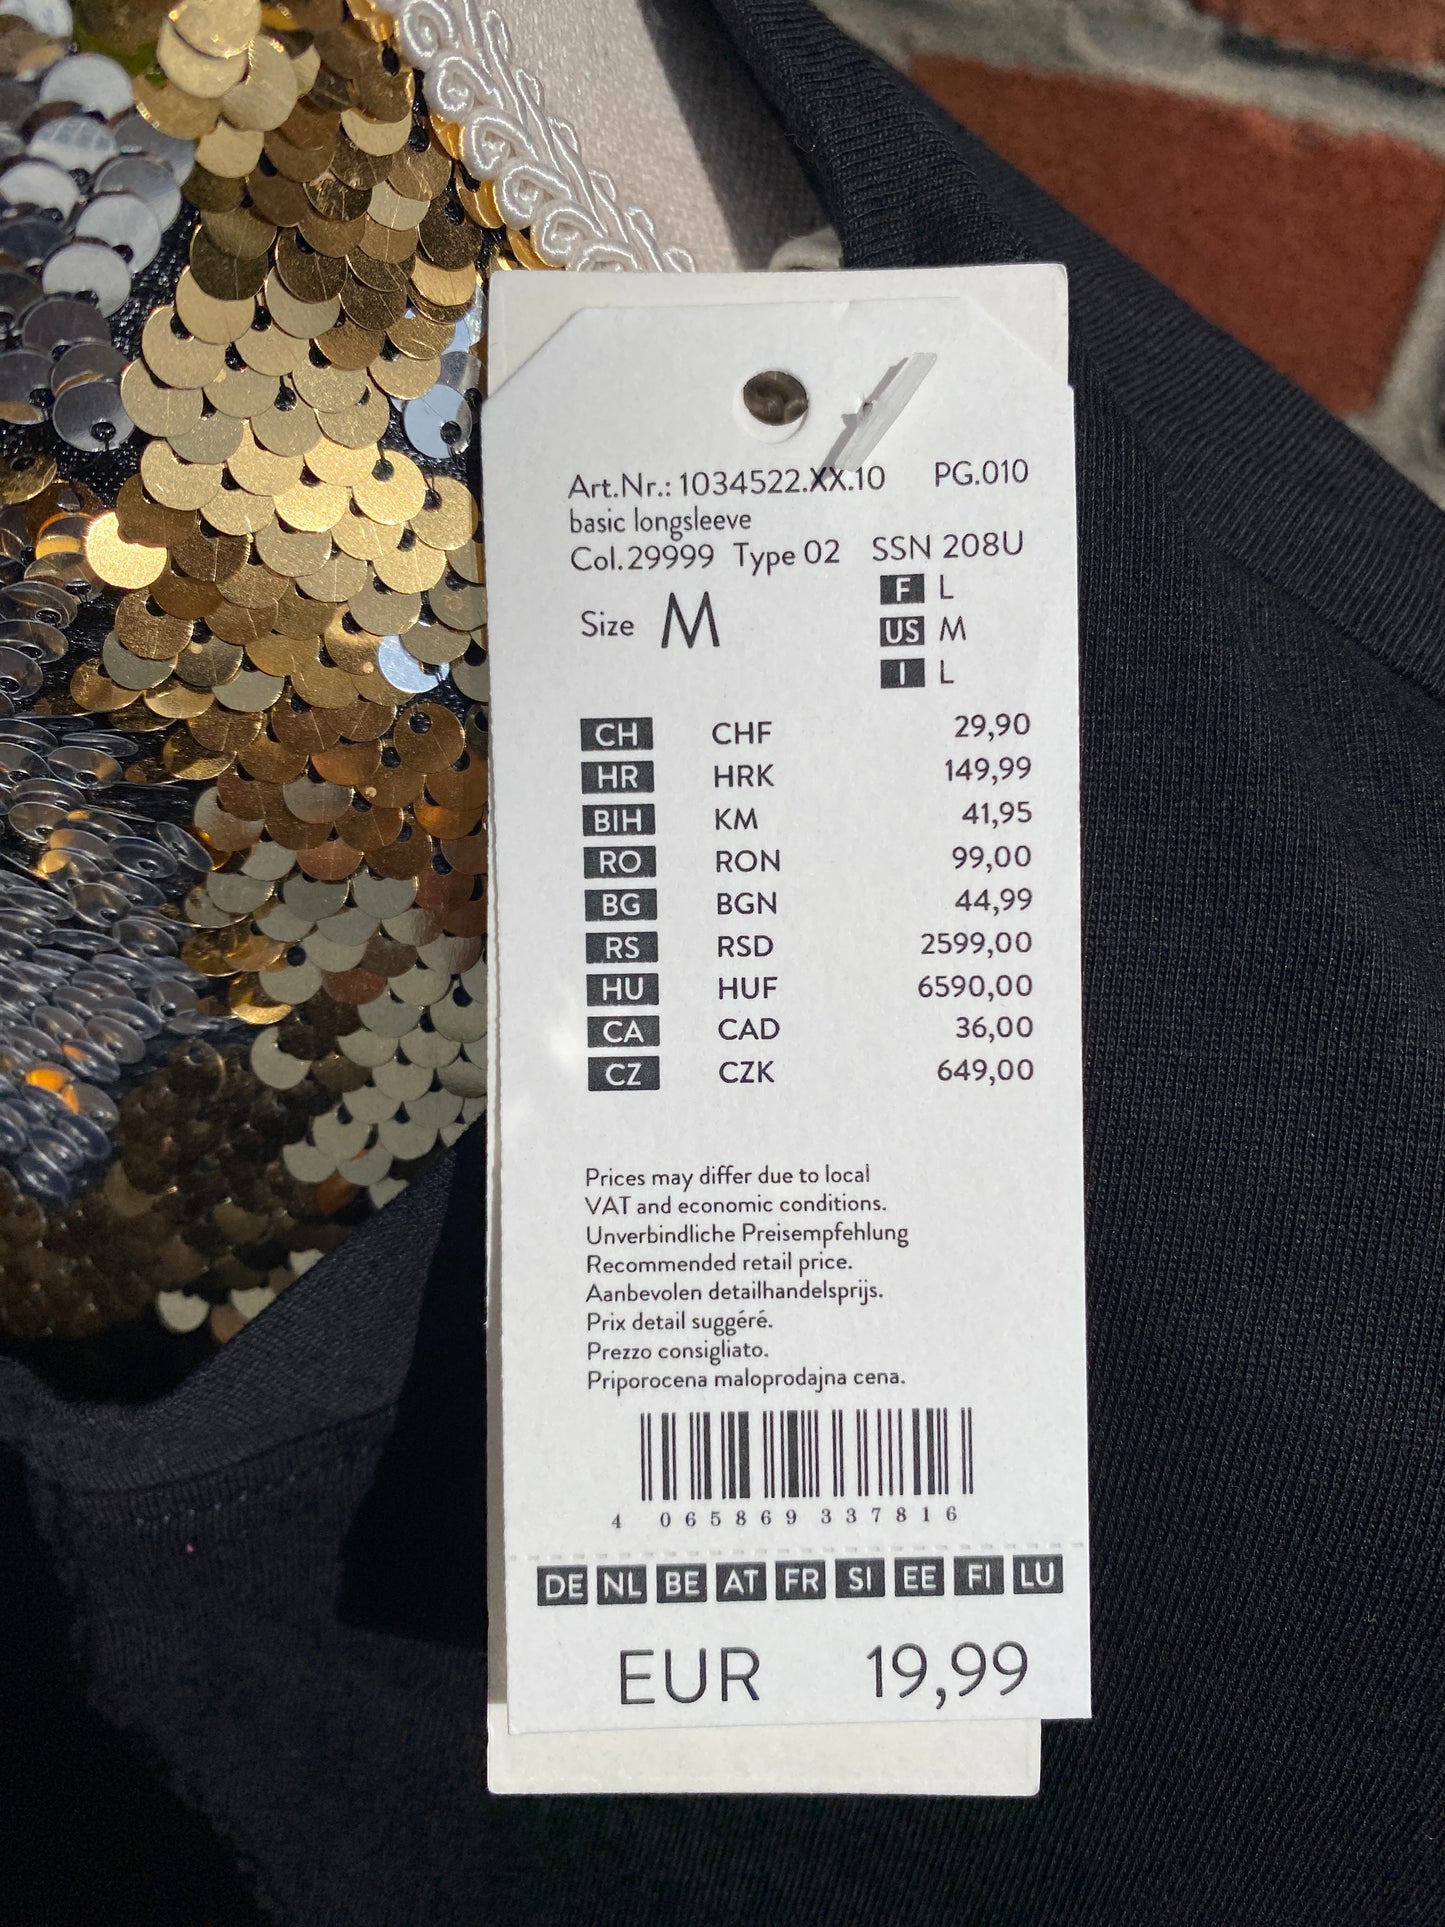 Art.Nr.: 1034522.XX.10 PG.010
basic longsleeve
Col.29999 Type 02 SSN 208U
Size M
F L
US M
I L
CH CHF 29,90
HR HRK 149,99
BIH KM 41,95
RO RON 99,00
BG BGN 44,99
RS RSD 2599,00
HU HUF 6590,00
CA CAD 36,00
CZ CZK 649,00
Prices may differ due to local
VAT and economic conditions.
Unverbindliche Preisempfehlung
Recommended retail price.
Aanbevolen detailhandelsprijs.
Prix detail suggéré.
Prezzo consigliato.
Priporocena maloprodajna cena.
4 065869 337816
DE NL BE AT FR SI EE FI LU
EUR 19,99